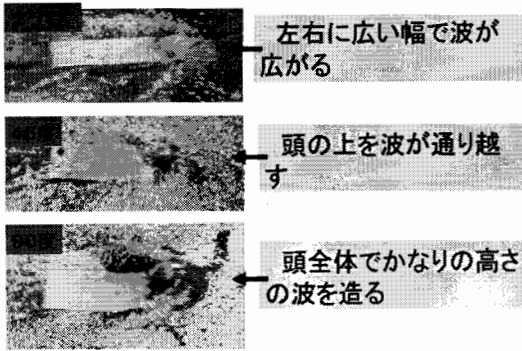 左右に広い幅で波が
広がる
頭の上を波が通り越
す
頭全体でかなりの高さ
の波を造る